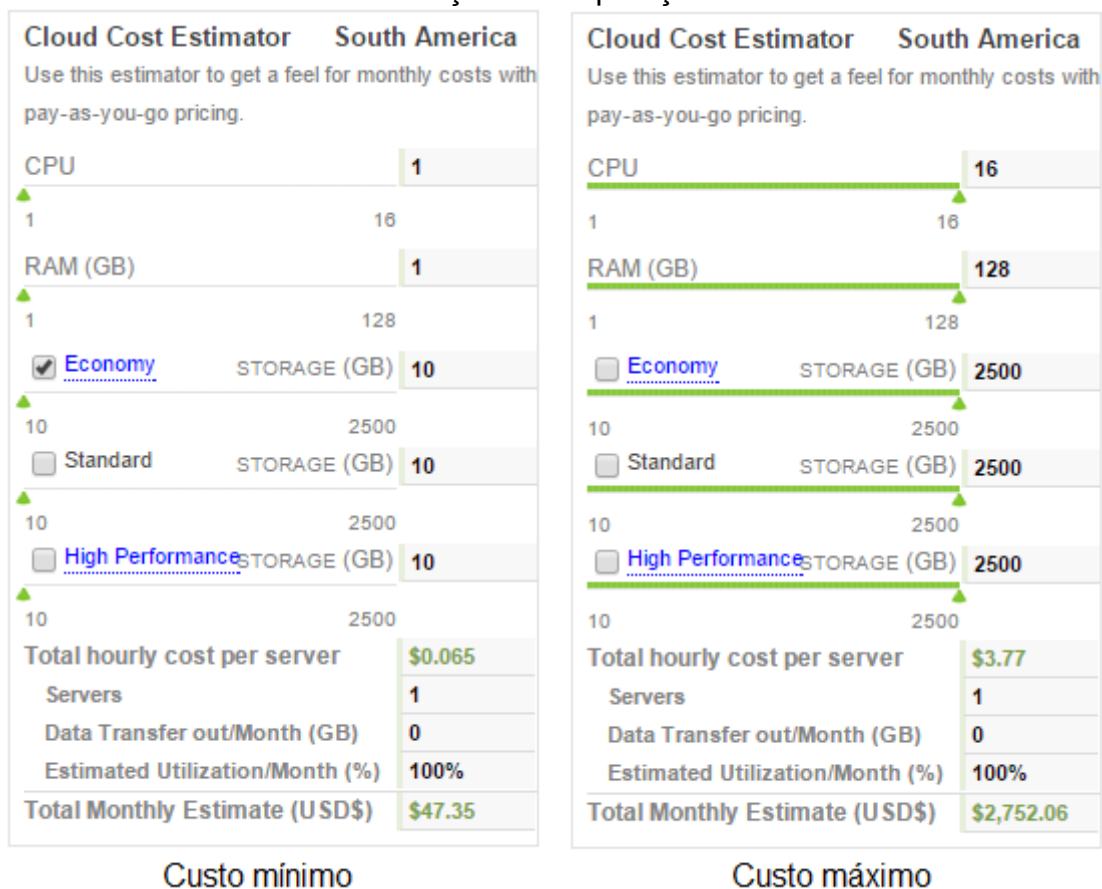 Cloud Cost Estimator South America
Use this estimator to get a feel for monthly costs with
pay-as-you-go pricing.
CPU 1
1 16
RAM (GB) 1
1 128
Economy STORAGE (GB) 10
10 2500
Standard STORAGE (GB) 10
10 2500
High Performance STORAGE (GB) 10
10 2500
Total hourly cost per server $0.065
Servers 1
Data Transfer out/Month (GB) 0
Estimated Utilization/Month (%) 100%
Total Monthly Estimate (USD$) $47.35
Custo mínimo
Cloud Cost Estimator South America
Use this estimator to get a feel for monthly costs with
pay-as-you-go pricing.
CPU 16
1 16
RAM (GB) 128
1 128
Economy STORAGE (GB) 2500
10 2500
Standard STORAGE (GB) 2500
10 2500
High Performance STORAGE (GB) 2500
10 2500
Total hourly cost per server $3.77
Servers 1
Data Transfer out/Month (GB) 0
Estimated Utilization/Month (%) 100%
Total Monthly Estimate (USD$) $2,752.06
Custo máximo